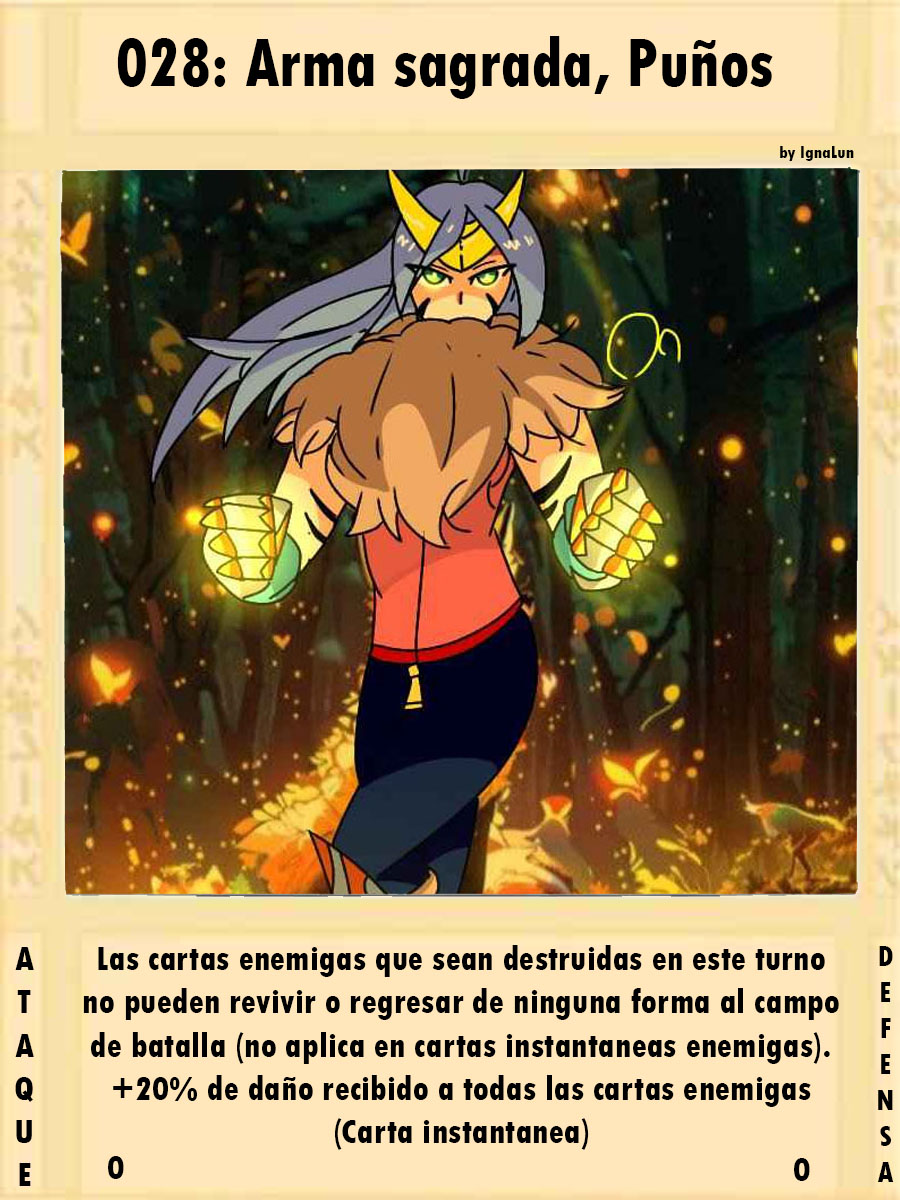 028: Arma sagrada, Puños
by IgnaLun
Las cartas enemigas que sean destruidas en este turno
no pueden revivir o regresar de ninguna forma al campo
de batalla (no aplica en cartas instantaneas enemigas).
+20% de daño recibido a todas las cartas enemigas
(Carta instantanea)
ATAQUE
0
0
DEFENSA